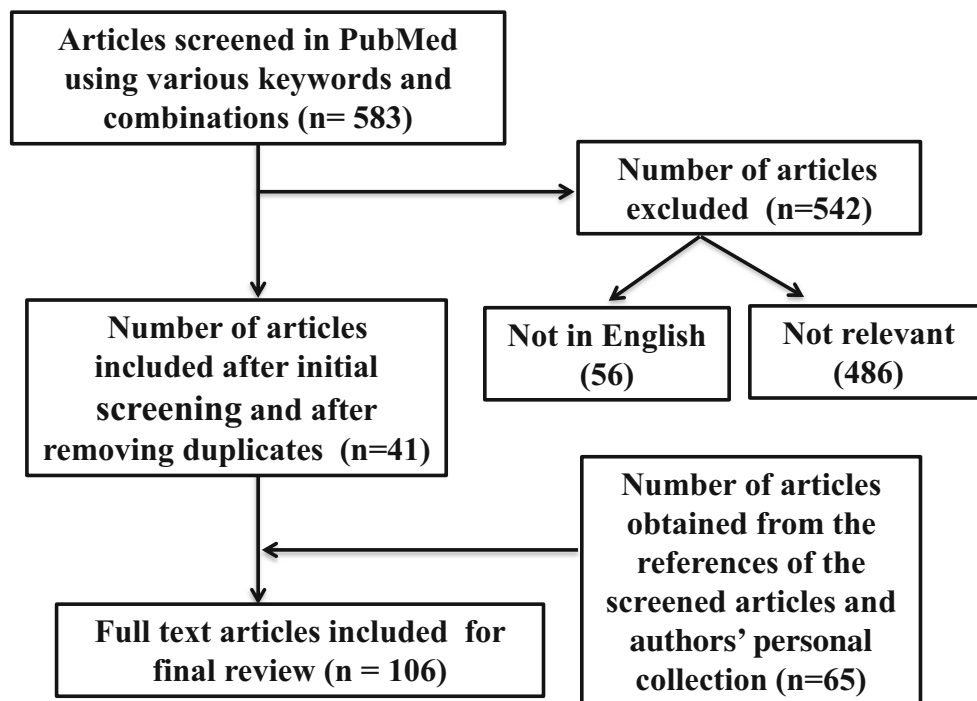 Articles screened in PubMed
using various keywords and
combinations (n= 583)
Number of articles
excluded  (n=542)
Not in English
(56)
Not relevant
(486)
Number of articles
included after initial
screening and after
removing duplicates  (n=41)
Number of articles
obtained from the
references of the
screened articles and
authors’ personal
collection (n=65)
Full text articles included  for
final review (n = 106)